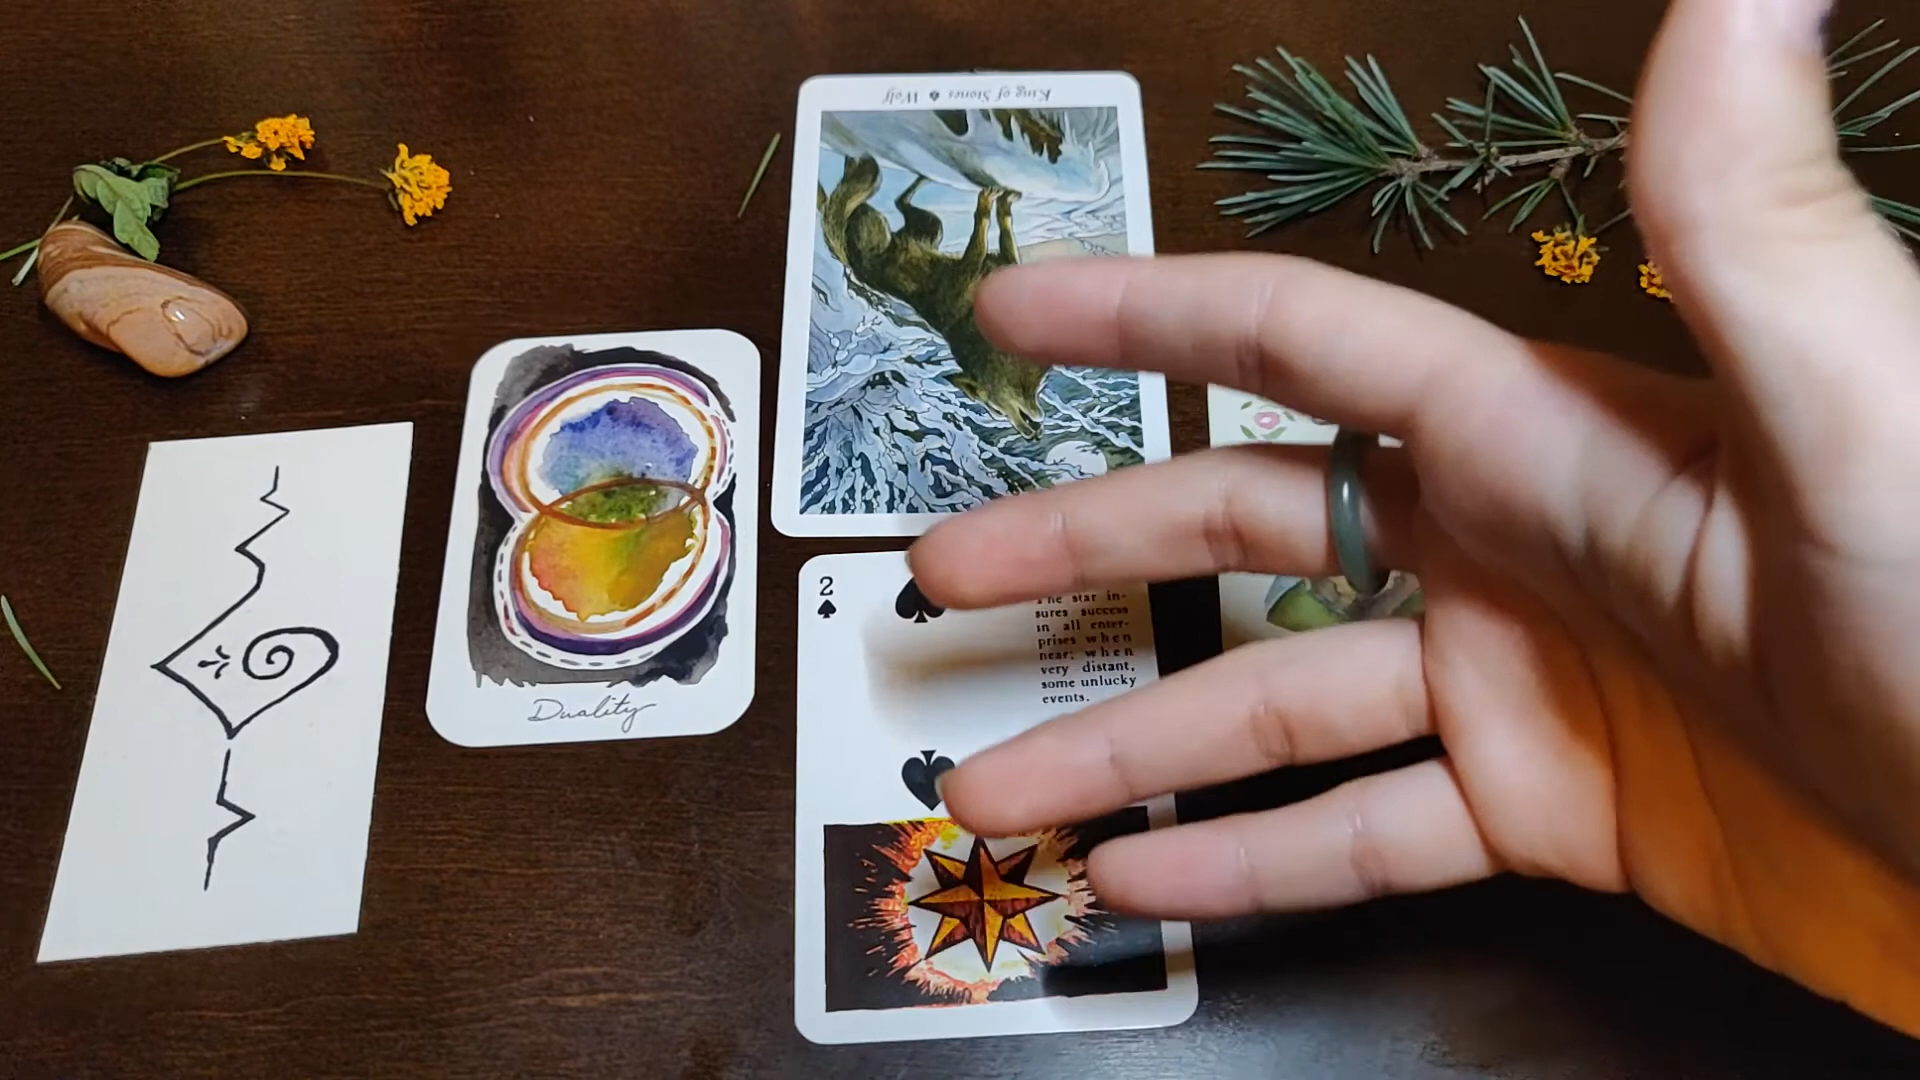 King of Stones ♠ Wolf
Duality
2
The star in-
sures success
in all enter-
prises when
near; when
very distant,
some unlucky
events.